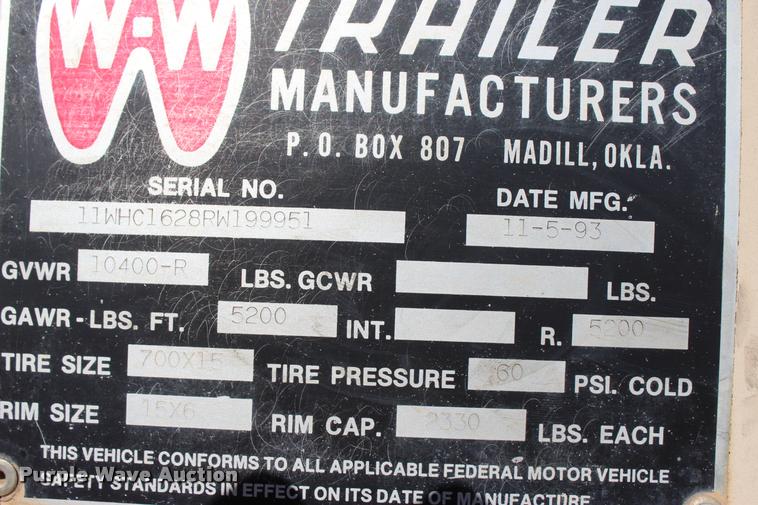 W-W TRAILER
MANUFACTURERS
P. O. BOX 807 MADILL, OKLA.
SERIAL NO. DATE MFG.
11WHC1628RW199951 11-5-93
GVWR 10400-R LBS. GCWR LBS.
GAWR - LBS. FT. 5200 INT. R. 5200
TIRE SIZE 700X15 TIRE PRESSURE 60 PSI. COLD
RIM SIZE 15X6 RIM CAP. 2330 LBS. EACH
THIS VEHICLE CONFORMS TO ALL APPLICABLE FEDERAL MOTOR VEHICLE
SAFETY STANDARDS IN EFFECT ON ITS DATE OF MANUFACTURE
Purple Wave Auction